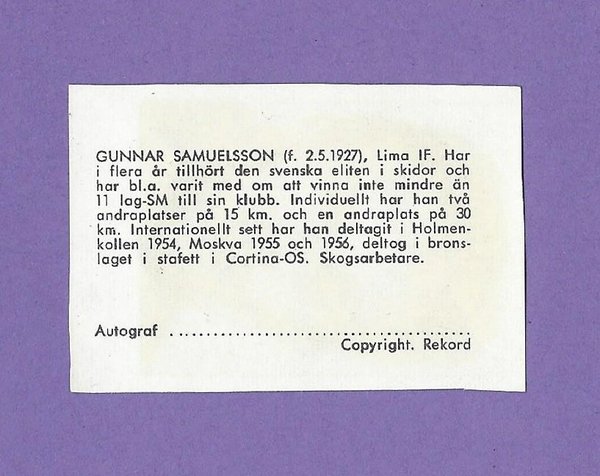 GUNNAR SAMUELSSON (f. 2.5.1927), Lima IF. Har
i flera år tillhört den svenska eliten i skidor och
har bl.a. varit med om att vinna inte mindre än
11 lag-SM till sin klubb. Individuellt har han två
andraplatser på 15 km. och en andraplats på 30
km. Internationellt sett har han deltagit i Holmen-
kollen 1954, Moskva 1955 och 1956, deltog i brons-
laget i stafett i Cortina-OS. Skogsarbetare.
Autograf ........................................
Copyright. Rekord